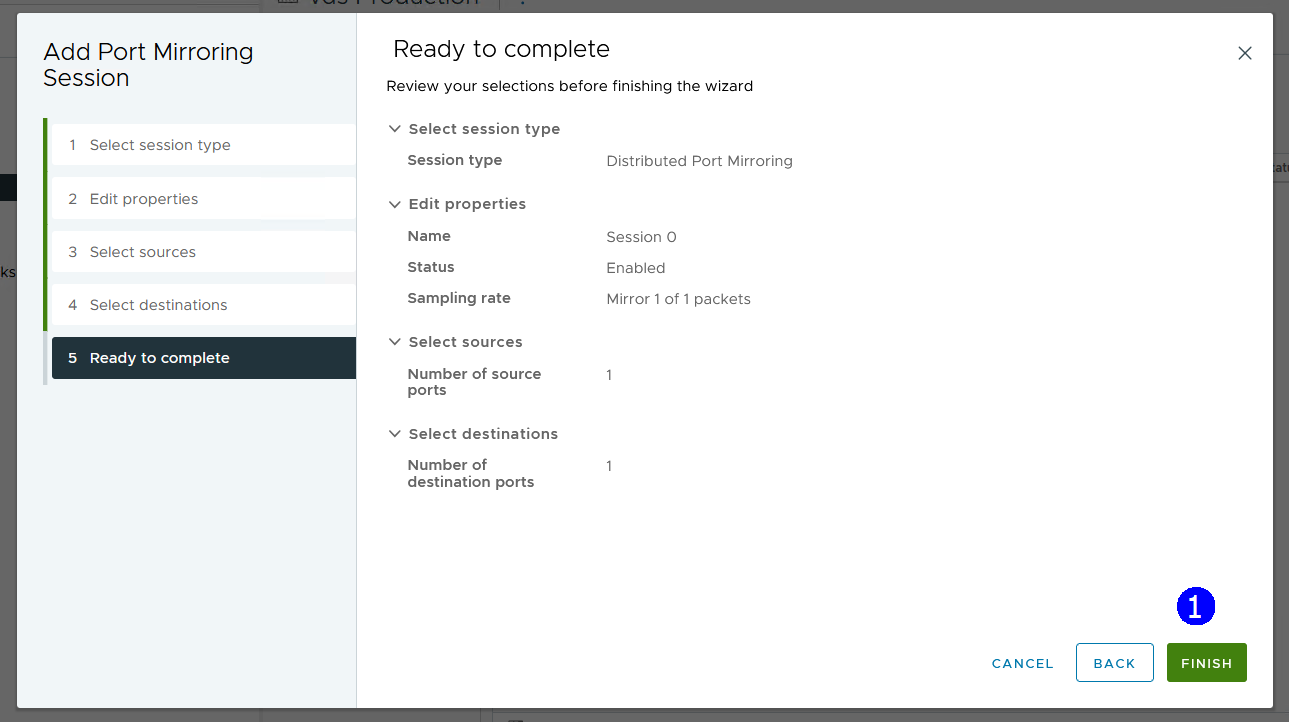 vds Production
Add Port Mirroring
Session
1 Select session type
2 Edit properties
3 Select sources
4 Select destinations
5 Ready to complete
ks
Ready to complete
Review your selections before finishing the wizard
Select session type
Session type Distributed Port Mirroring
Edit properties
Name Session 0
Status Enabled
Sampling rate Mirror 1 of 1 packets
Select sources
Number of source 1
ports
Select destinations
Number of 1
destination ports
1
CANCEL BACK FINISH